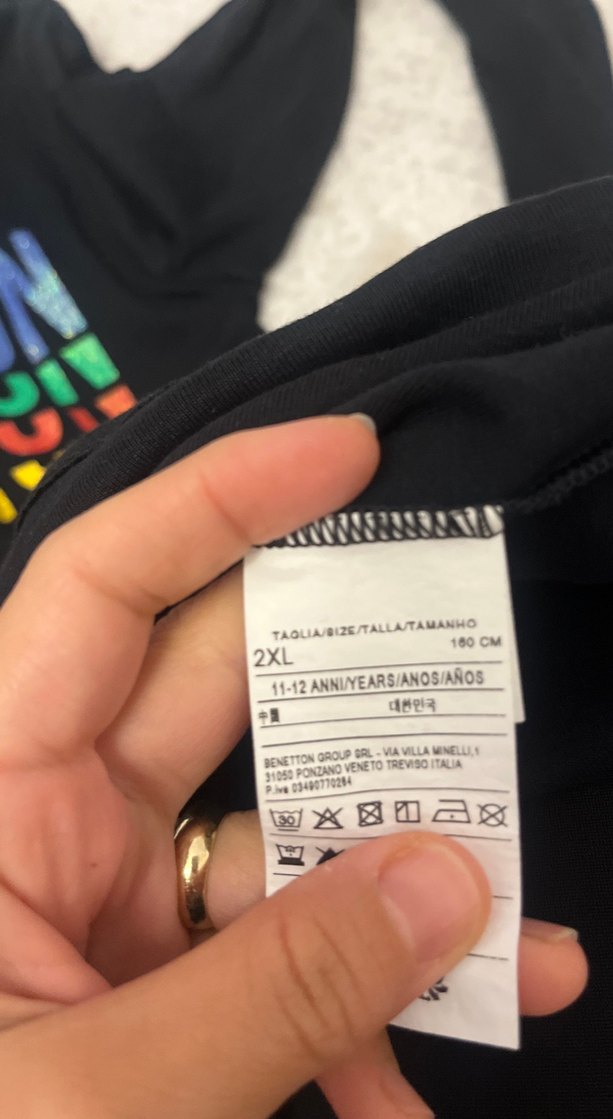 TAGLIA/SIZE/TALLA/TAMANHO
160 CM
2XL
11-12 ANNI/YEARS/ANOS/AÑOS
中國 대한민국
BENETTON GROUP SRL - VIA VILLA MINELLI,1
31050 PONZANO VENETO TREVISO ITALIA
P.iva 03490770264
30